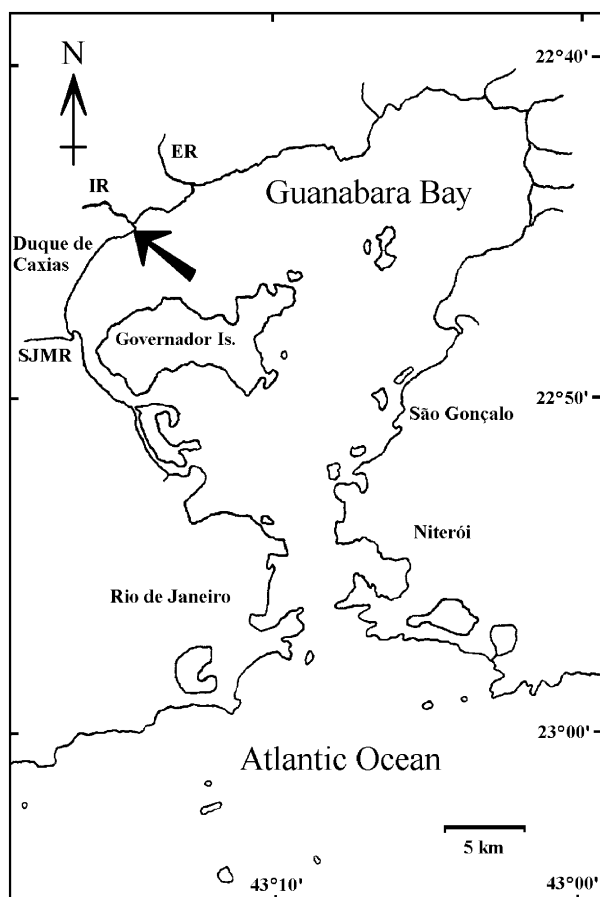 N
22°40'
ER
IR
Guanabara Bay
Duque de
Caxias
Governador Is.
SJMR
22°50'
São Gonçalo
Niterói
Rio de Janeiro
23°00'
Atlantic Ocean
5 km
43°10'
43°00'